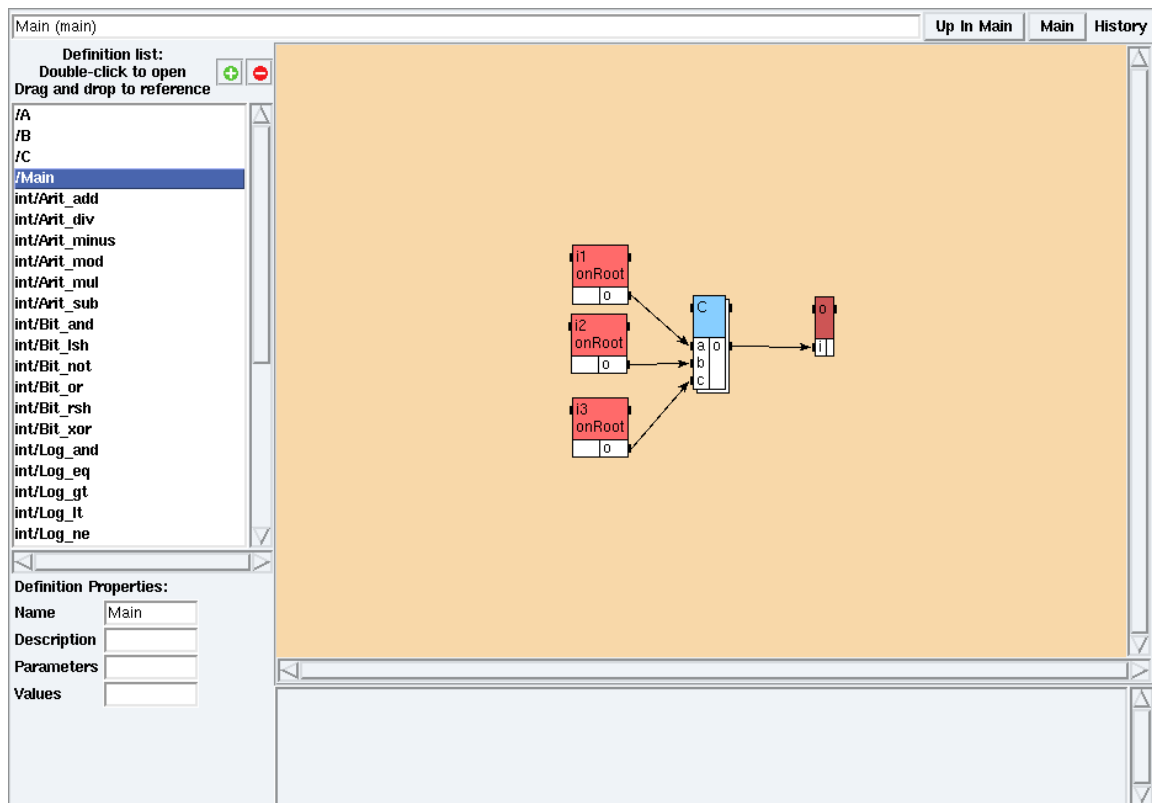 Main (main)
Up In Main
Main
History
Definition list:
Double-click to open
Drag and drop to reference
/A
/B
/C
/Main
int/Arit_add
int/Arit_div
int/Arit_minus
int/Arit_mod
int/Arit_mul
int/Arit_sub
int/Bit_and
int/Bit_lsh
int/Bit_not
int/Bit_or
int/Bit_rsh
int/Bit_xor
int/Log_and
int/Log_eq
int/Log_gt
int/Log_lt
int/Log_ne
Definition Properties:
Name Main
Description
Parameters
Values
i1
onRoot
o
i2
onRoot
o
i3
onRoot
o
C
a o
b
c
o
i